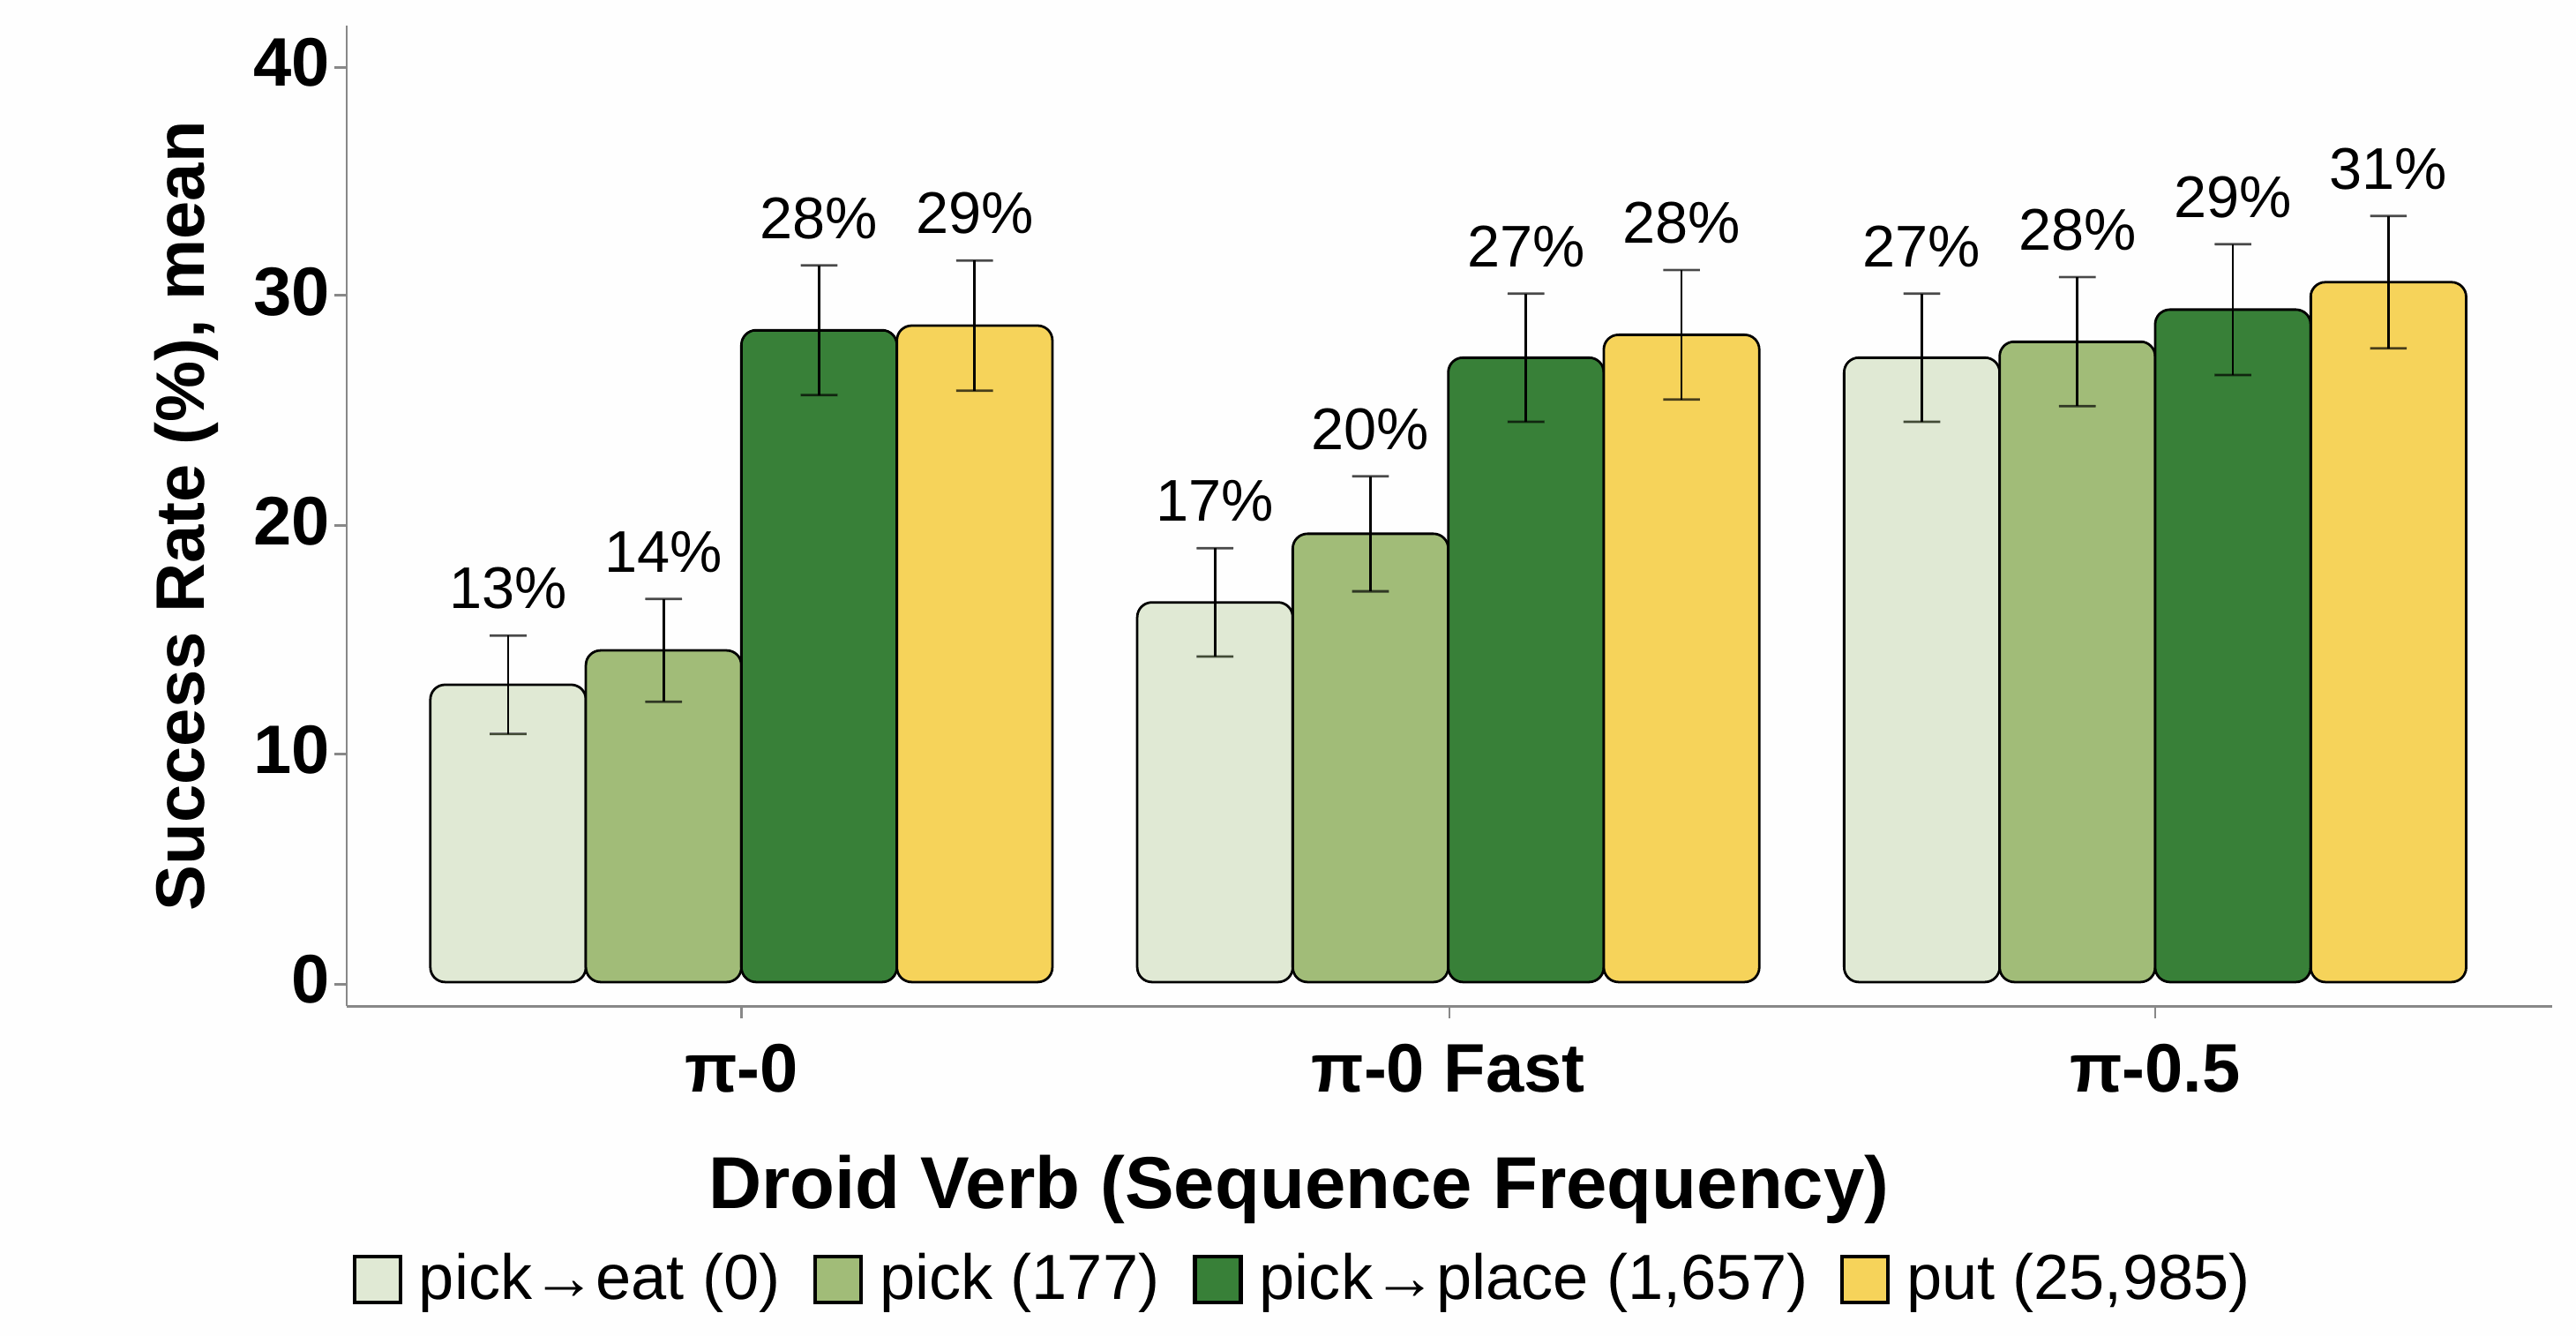 Success Rate (%), mean
40
30
20
10
0
13%
14%
28%
29%
17%
20%
27%
28%
27%
28%
29%
31%
π-0
π-0 Fast
π-0.5
Droid Verb (Sequence Frequency)
pick→eat (0) pick (177) pick→place (1,657) put (25,985)